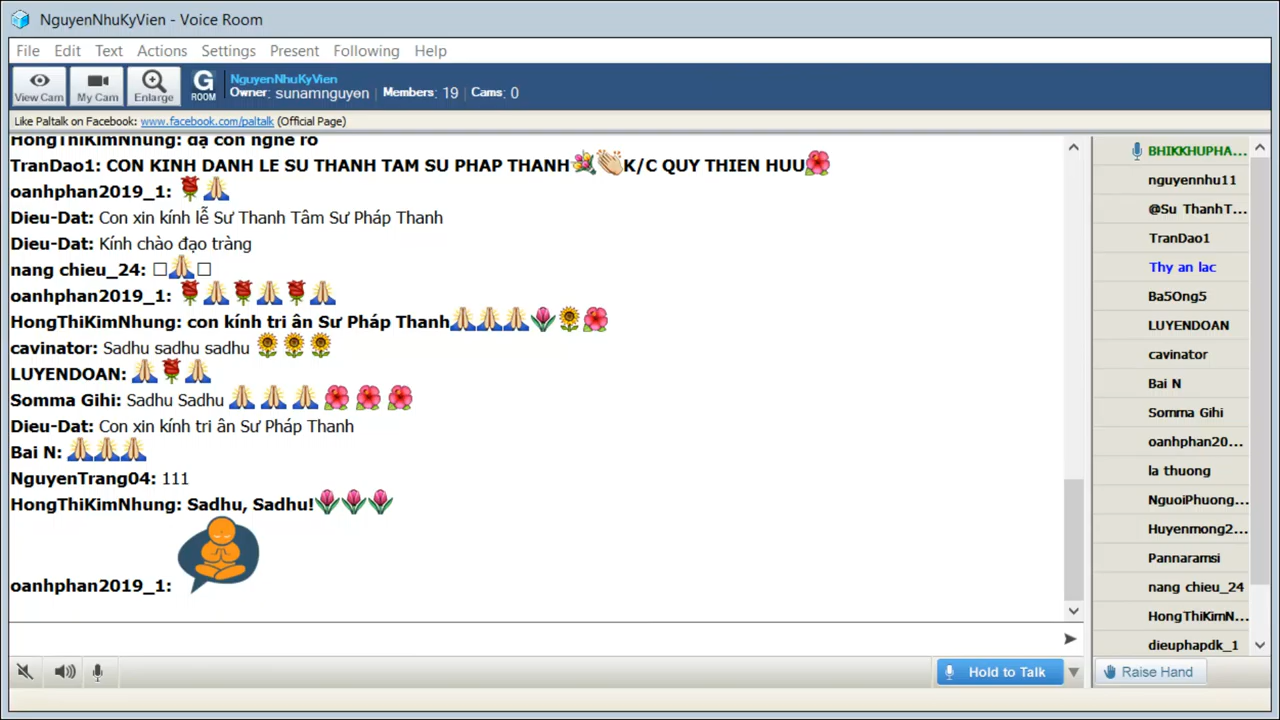 NguyenNhuKyVien - Voice Room
File Edit Text Actions Settings Present Following Help
View Cam My Cam Enlarge G ROOM
NguyenNhuKyVien
Owner: sunamnguyen Members: 19 Cams: 0
Like Paltalk on Facebook: www.facebook.com/paltalk (Official Page)
HongThiKimNhung: dạ con nghe rõ
TranDao1: CON KINH DANH LE SU THANH TAM SU PHAP THANH💐👏K/C QUY THIEN HUU🌺
oanhphan2019_1: 🌹🙏
Dieu-Dat: Con xin kính lễ Sư Thanh Tâm Sư Pháp Thanh
Dieu-Dat: Kính chào đạo tràng
nang chieu_24: □🙏□
oanhphan2019_1: 🌹🙏🌹🙏🌹🙏
HongThiKimNhung: con kính tri ân Sư Pháp Thanh🙏🙏🙏🌷🌻🌺
cavinator: Sadhu sadhu sadhu 🌻🌻🌻
LUYENDOAN: 🙏🌹🙏
Somma Gihi: Sadhu Sadhu 🙏 🙏 🙏 🌺 🌺 🌺
Dieu-Dat: Con xin kính tri ân Sư Pháp Thanh
Bai N: 🙏🙏🙏
NguyenTrang04: 111
HongThiKimNhung: Sadhu, Sadhu!🌷🌷🌷
oanhphan2019_1:
Hold to Talk
BHIKKHUPHA...
nguyennhu11
@Su ThanhT...
TranDao1
Thy an lac
Ba5Ong5
LUYENDOAN
cavinator
Bai N
Somma Gihi
oanhphan20...
la thuong
NguoiPhuong...
Huyenmong2...
Pannaramsi
nang chieu_24
HongThiKimN...
dieuphapdk_1
Raise Hand